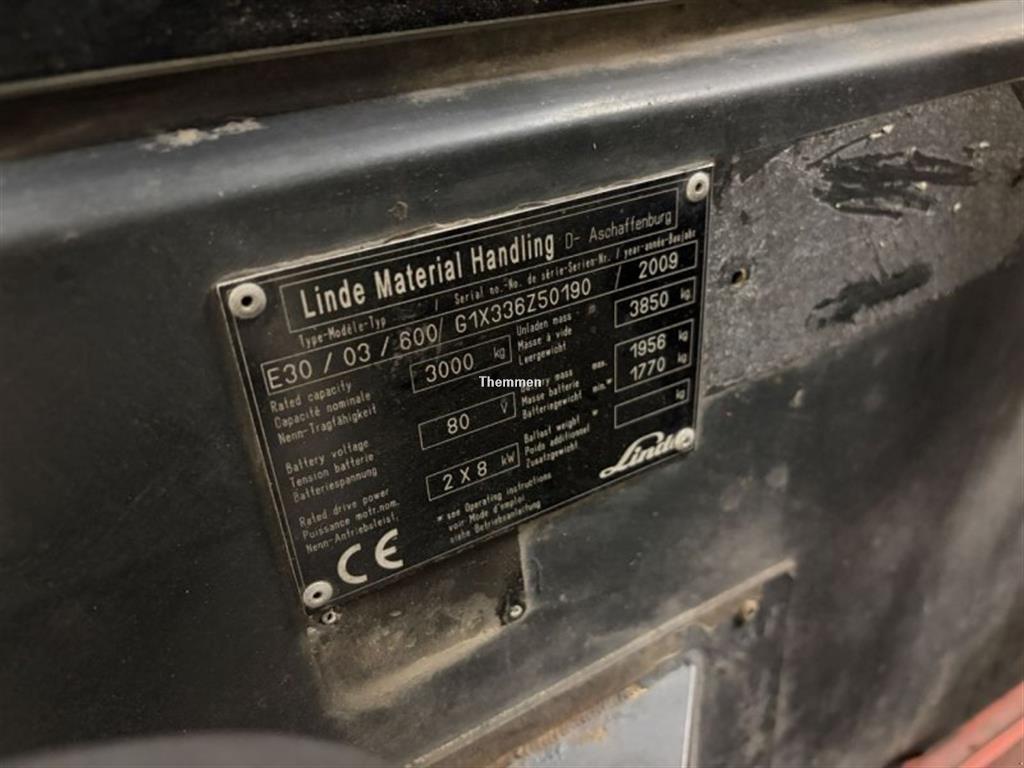 Linde Material Handling D- Aschaffenburg
Type-Modèle-Typ / Serial no.-No. de série-Serien-Nr. / year-année-Baujahr
E30 / 03 / 600 / G1X336Z50190 / 2009
Rated capacity
Capacité nominale
Nenn-Tragfähigkeit
3000 kg
Unladen mass
Masse à vide
Leergewicht
3850 kg
Battery voltage
Tension batterie
Batteriespannung
80 V
Battery mass max.
Masse batterie min.*
Batteriegewicht
1956 kg
1770 kg
Rated drive power
Puissance motr.nom.
Nenn-Antriebsleist.
2 X 8 kW
Ballast weight *
Poids additionnel
Zusatzgewicht
kg
* see Operating instructions
voir Mode d'emploi
siehe Betriebsanleitung
CE
Linde
Themmen